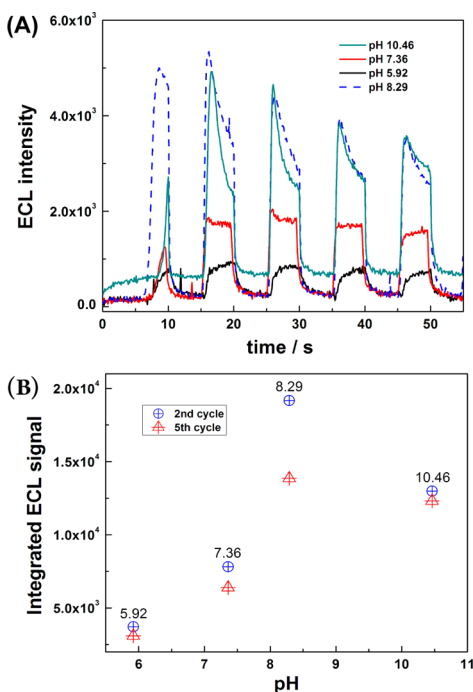 (A)
6.0x10³
4.0x10³
2.0x10³
0.0
ECL intensity
pH 10.46
pH 7.36
pH 5.92
pH 8.29
0 10 20 30 40 50
time / s
(B)
2.0x10⁴
1.5x10⁴
1.0x10⁴
5.0x10³
Integrated ECL signal
2nd cycle
5th cycle
8.29
10.46
7.36
5.92
6 7 8 9 10 11
pH